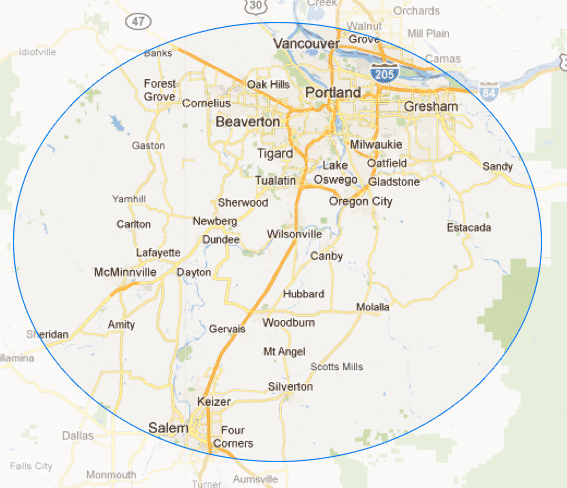 Creek
Orchards
30
47
Walnut
Grove
Mill Plain
Vancouver
Idiotville
Banks
Camas
205
84
Forest
Grove
Oak Hills
Portland
Cornelius
Gresham
Beaverton
Gaston
Tigard
Milwaukie
Lake
Oswego
Oatfield
Sandy
Tualatin
Gladstone
Yamhill
Sherwood
Oregon City
Carlton
Newberg
Estacada
Dundee
Wilsonville
Lafayette
Canby
McMinnville
Dayton
Hubbard
Molalla
Amity
Gervais
Woodburn
Sheridan
illamina
Mt Angel
Scotts Mills
Silverton
Keizer
Salem
Four
Corners
Dallas
Falls City
Monmouth
Turner
Aumsville